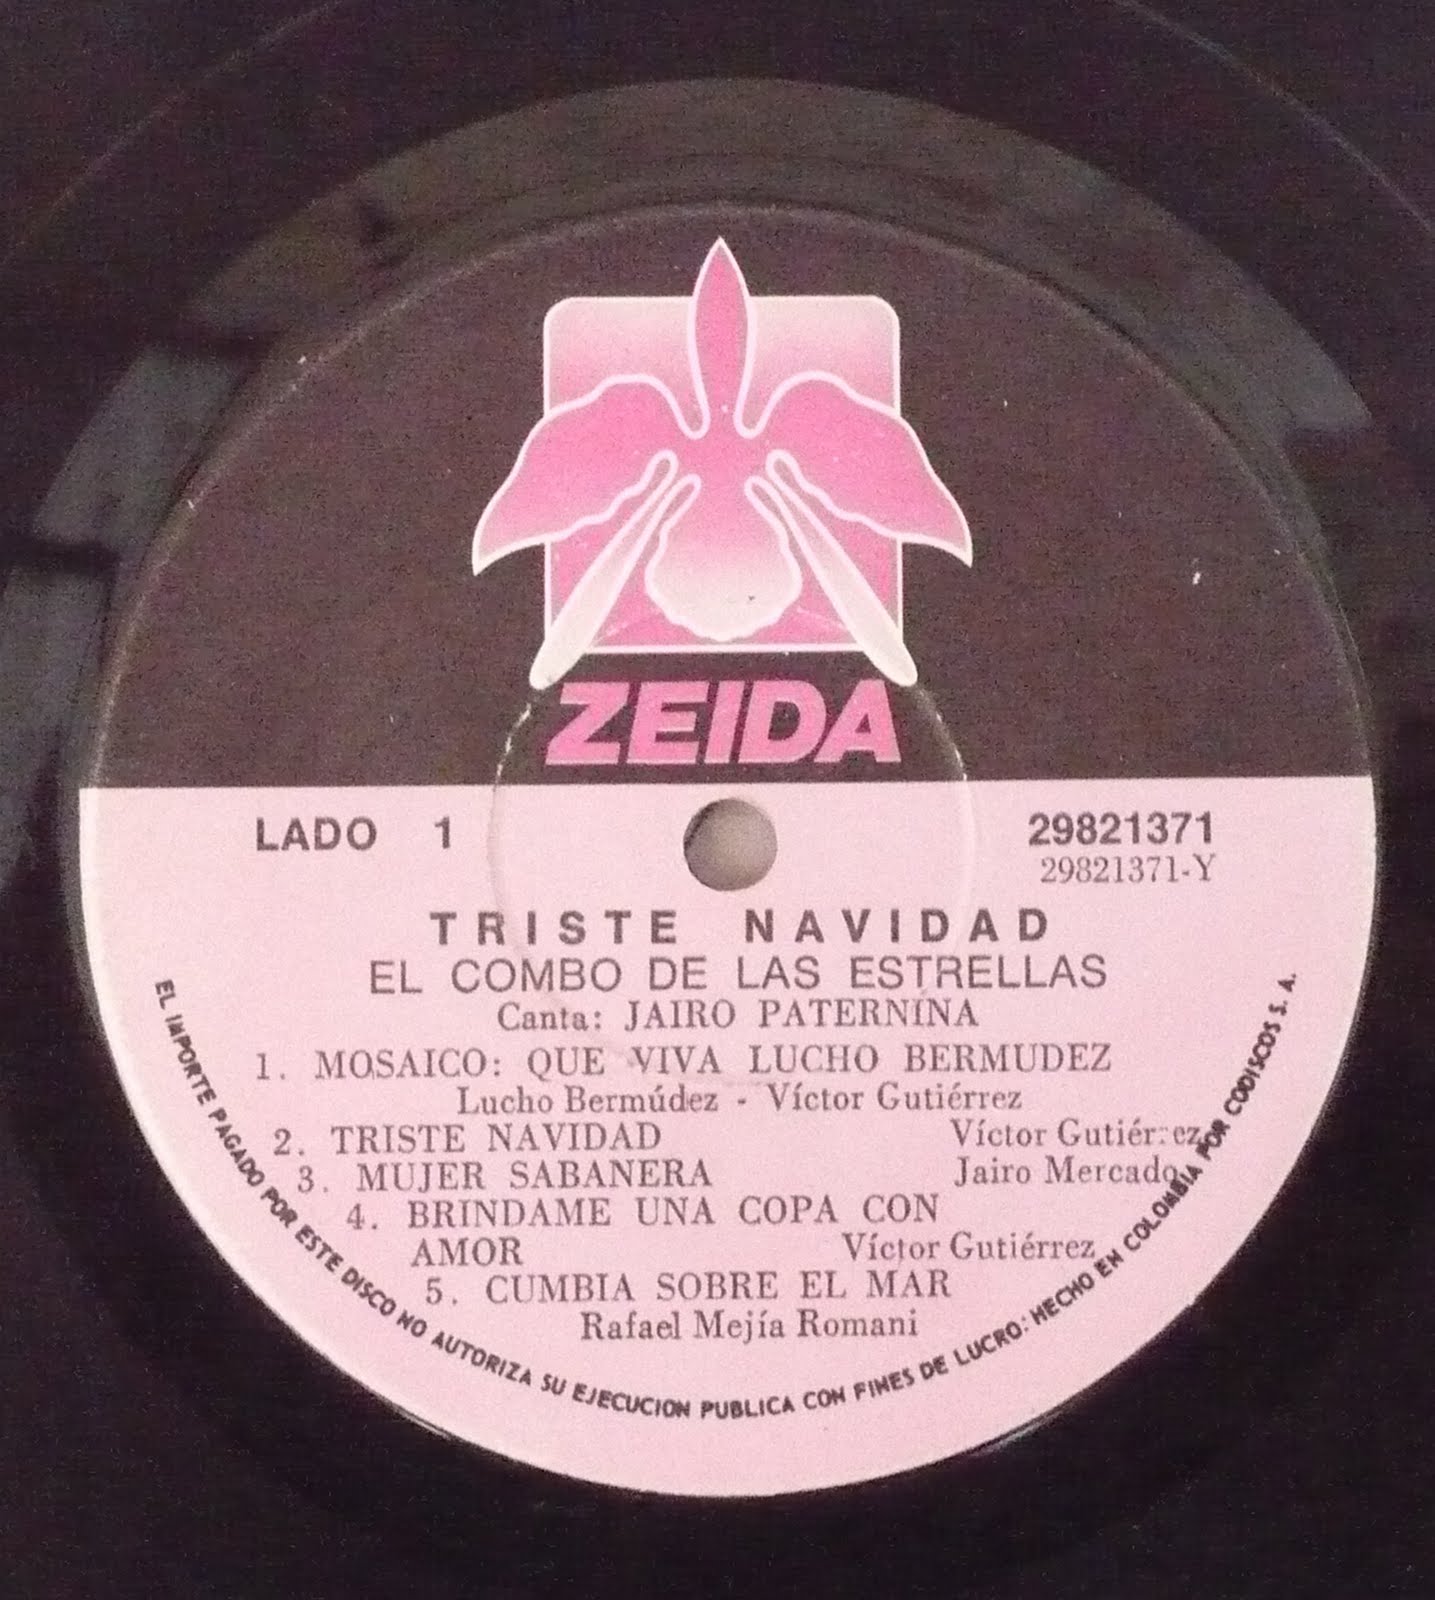 ZEIDA
LADO 1
29821371
29821371-Y
TRISTE NAVIDAD
EL COMBO DE LAS ESTRELLAS
Canta: JAIRO PATERNINA
1. MOSAICO: QUE VIVA LUCHO BERMUDEZ
Lucho Bermúdez - Víctor Gutiérrez
2. TRISTE NAVIDAD Víctor Gutiérrez
3. MUJER SABANERA Jairo Mercado
4. BRINDAME UNA COPA CON
AMOR Víctor Gutiérrez
5. CUMBIA SOBRE EL MAR
Rafael Mejía Romani
EL IMPORTE PAGADO POR ESTE DISCO NO AUTORIZA SU EJECUCION PUBLICA CON FINES DE LUCRO: HECHO EN COLOMBIA POR CODISCOS S. A.